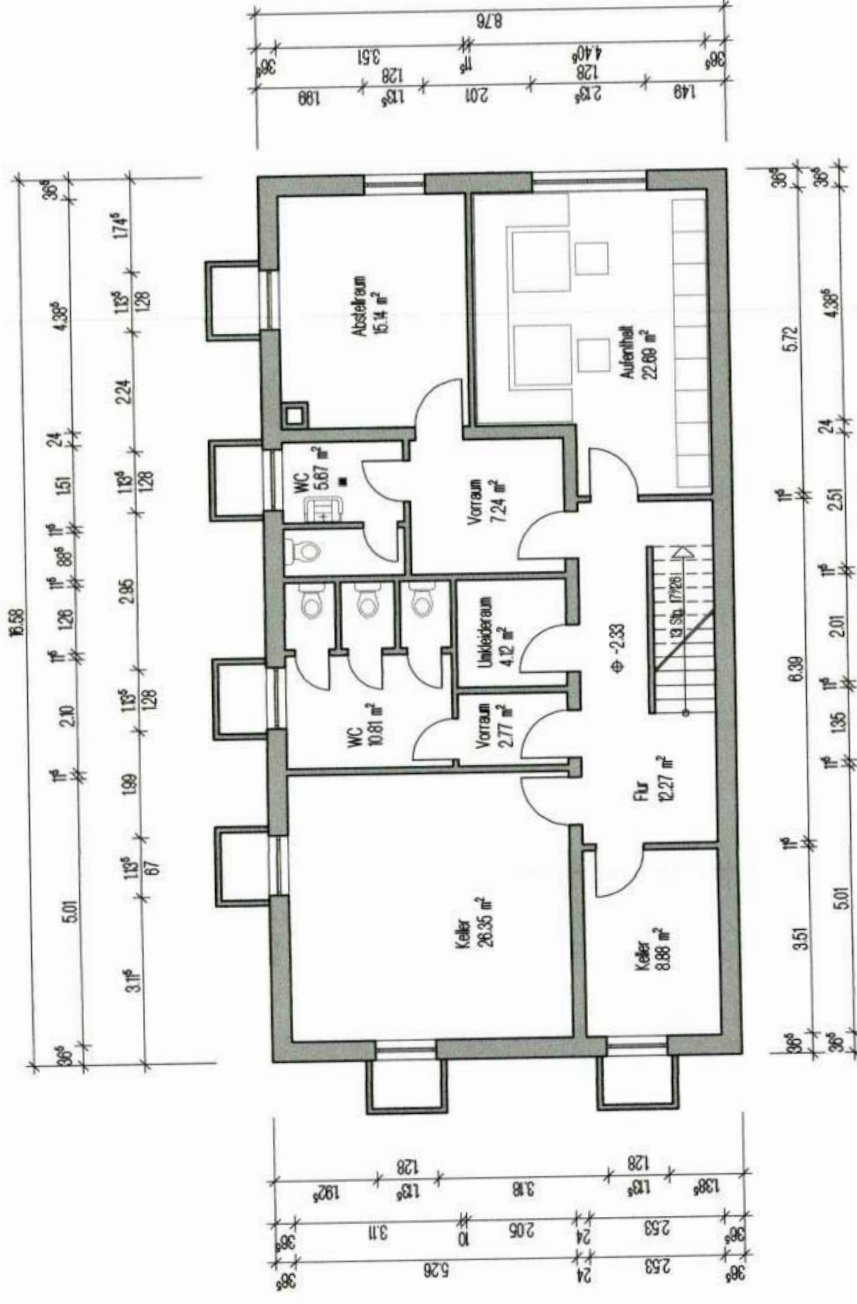 16.58
36⁵ 5.01 11⁵ 2.10 11⁵ 1.26 11⁵ 88⁵ 11⁵ 1.51 24 4.38⁵ 36⁵
3.11⁵ 1.13⁵ 1.99 1.13⁵ 2.95 1.13⁵ 2.24 1.13⁵ 1.74⁵
67 1.28 1.28 1.28
8.76
36⁵ 3.51 11⁵ 4.40⁵ 36⁵
1.99 1.13⁵ 2.01 2.13⁵ 1.49
1.28 1.28
Abstellraum
15.14 m²
WC
5.67 m²
Vorraum
7.24 m²
Aufenthalt
22.69 m²
WC
10.81 m²
Umkleideraum
4.12 m²
Vorraum
2.77 m²
-2.33
13 Stg. 17/128
Flur
12.27 m²
Keller
26.35 m²
Keller
8.88 m²
1.92⁵ 1.13⁵ 3.18 1.13⁵ 1.38⁵
1.28 1.28
36⁵ 3.11 10 2.05 24 2.53 36⁵
36⁵ 5.26 24 2.53 36⁵
36⁵ 3.51 11⁵ 6.39 11⁵ 5.72 36⁵
36⁵ 5.01 11⁵ 1.35 11⁵ 2.01 11⁵ 2.51 24 4.38⁵ 36⁵